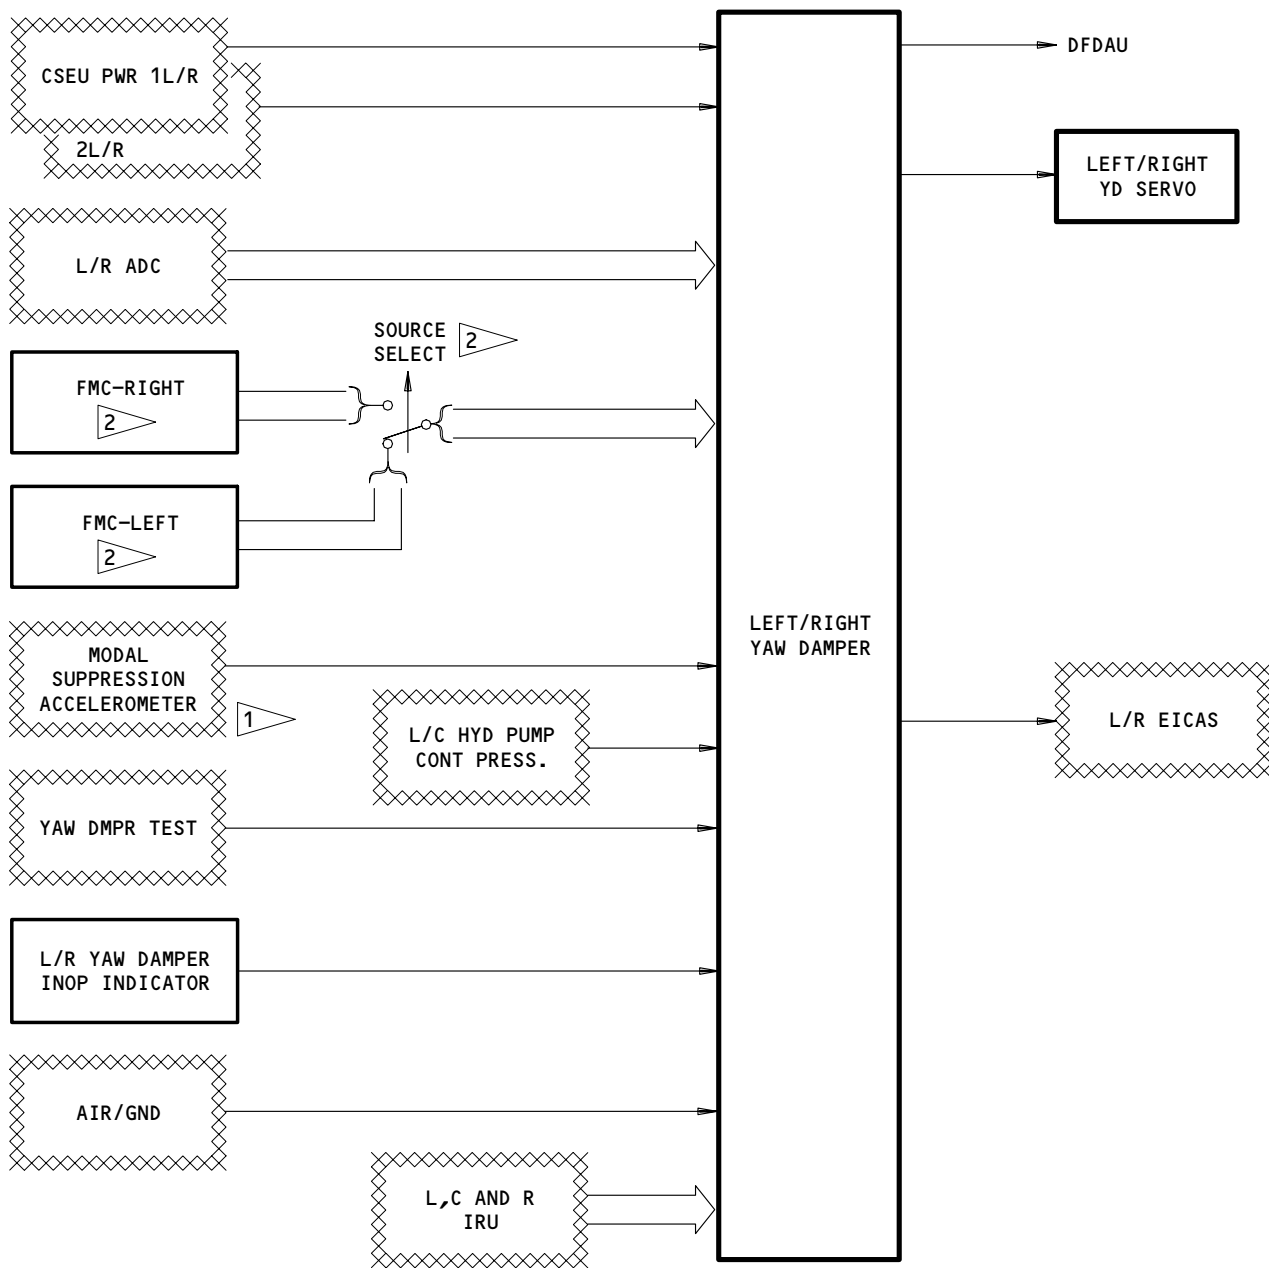 CSEU PWR 1L/R
2L/R
L/R ADC
SOURCE
SELECT
2
FMC-RIGHT
2
FMC-LEFT
2
MODAL
SUPPRESSION
ACCELEROMETER
1
L/C HYD PUMP
CONT PRESS.
YAW DMPR TEST
L/R YAW DAMPER
INOP INDICATOR
AIR/GND
L,C AND R
IRU
LEFT/RIGHT
YAW DAMPER
DFDAU
LEFT/RIGHT
YD SERVO
L/R EICAS